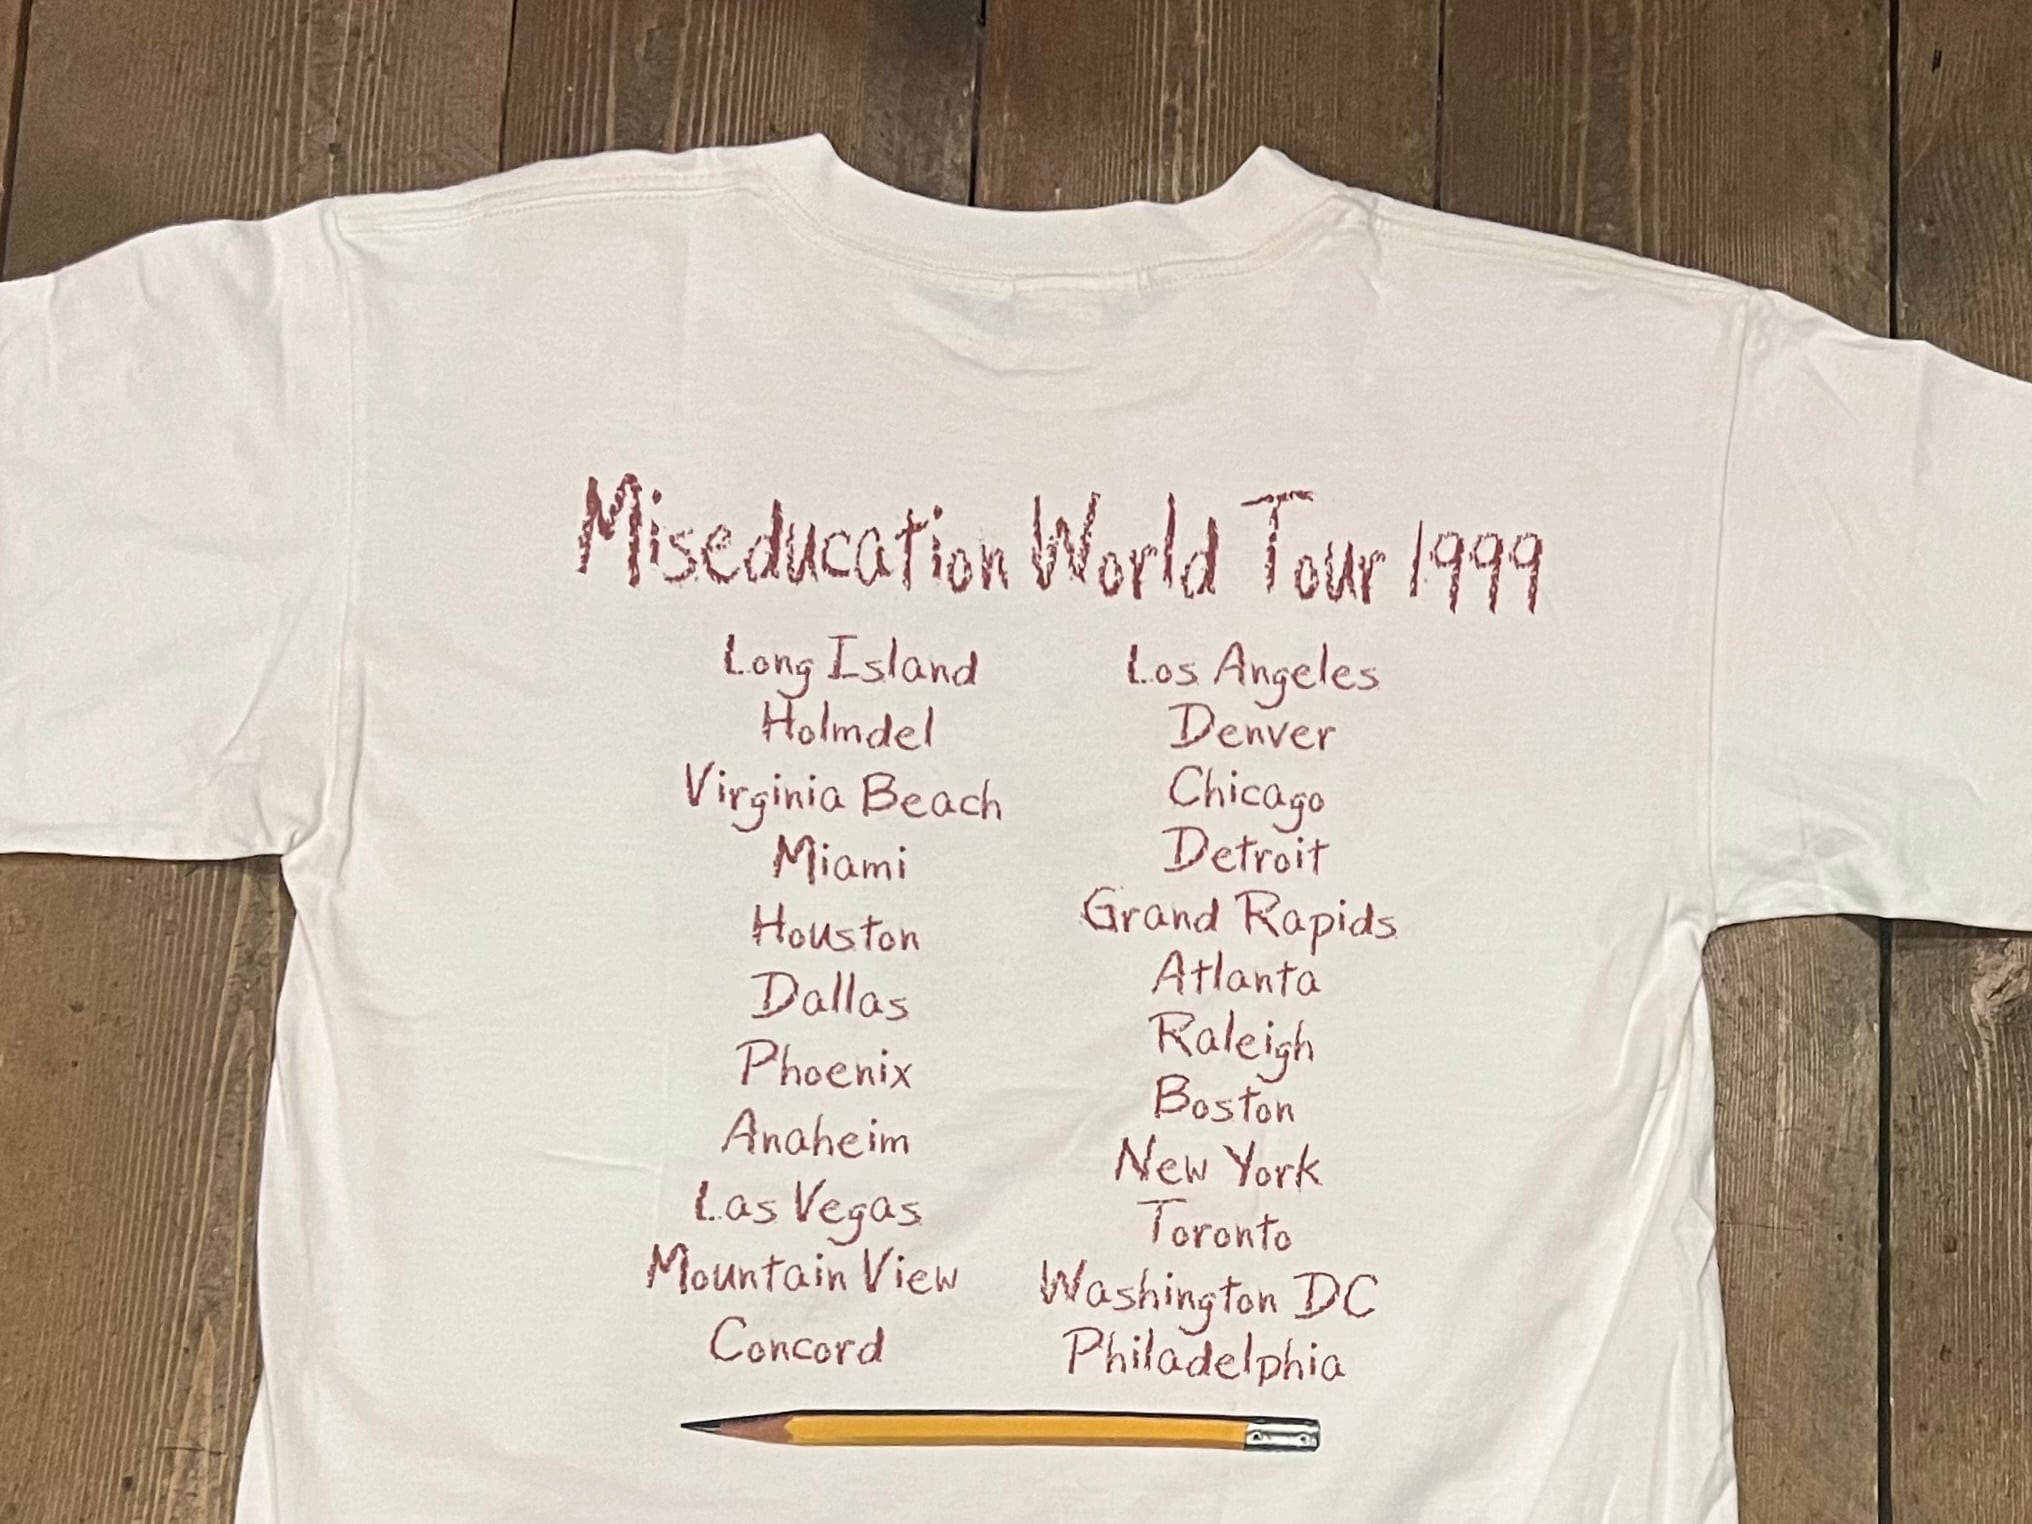 Miseducation World Tour 1999
Long Island
Holmdel
Virginia Beach
Miami
Houston
Dallas
Phoenix
Anaheim
Las Vegas
Mountain View
Concord
Los Angeles
Denver
Chicago
Detroit
Grand Rapids
Atlanta
Raleigh
Boston
New York
Toronto
Washington DC
Philadelphia